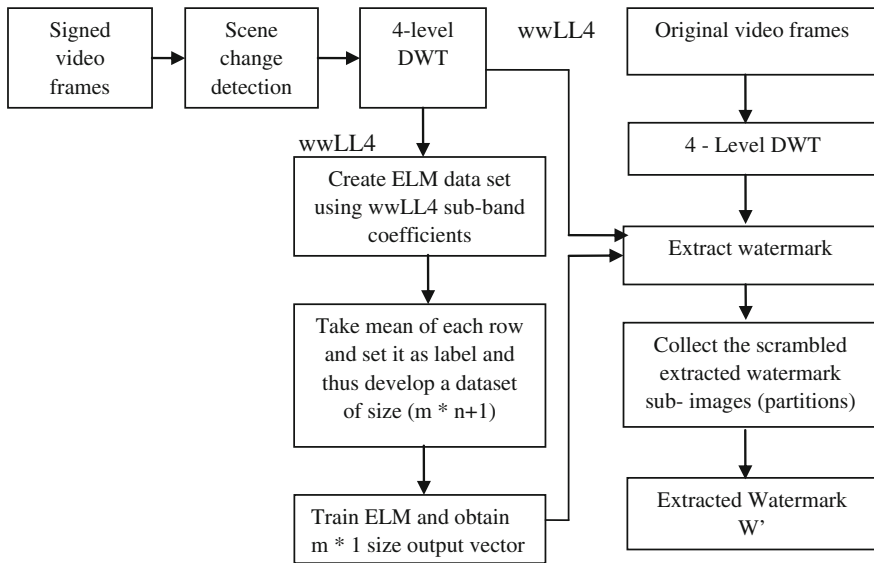 Signed
video
frames
Scene
change
detection
4-level
DWT
wwLL4
Original video frames
4 - Level DWT
wwLL4
Create ELM data set
using wwLL4 sub-band
coefficients
Extract watermark
Take mean of each row
and set it as label and
thus develop a dataset
of size (m * n+1)
Collect the scrambled
extracted watermark
sub- images (partitions)
Train ELM and obtain
m * 1 size output vector
Extracted Watermark
W’